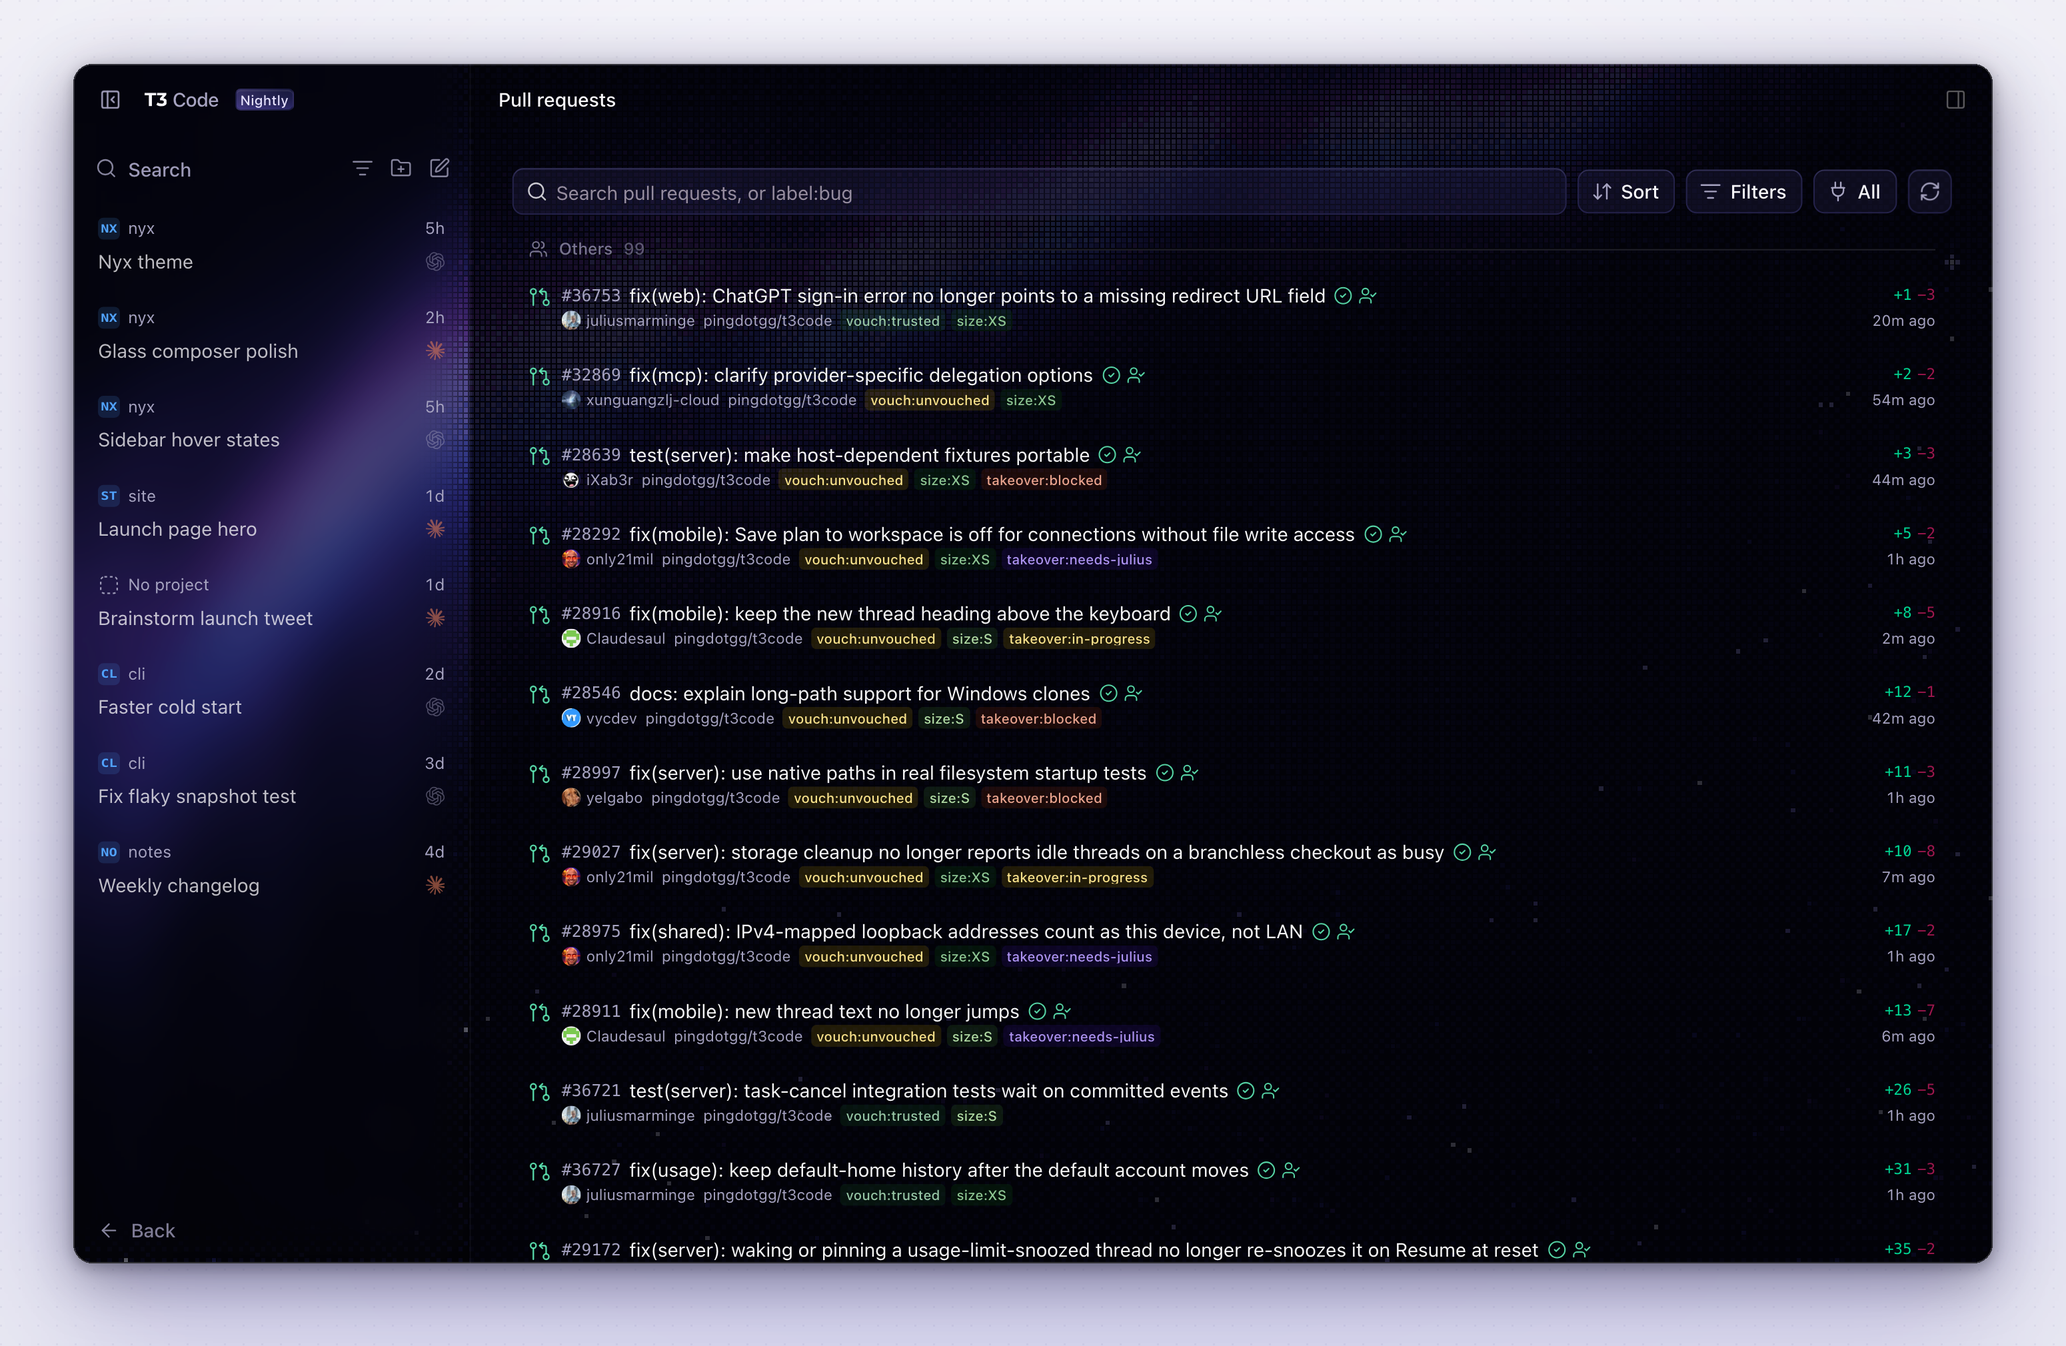 T3 Code Nightly
Search
NX nyx 5h
Nyx theme
NX nyx 2h
Glass composer polish
NX nyx 5h
Sidebar hover states
ST site 1d
Launch page hero
No project 1d
Brainstorm launch tweet
CL cli 2d
Faster cold start
CL cli 3d
Fix flaky snapshot test
NO notes 4d
Weekly changelog
Back
Pull requests
Search pull requests, or label:bug
Sort
Filters
All
Others 99
#36753 fix(web): ChatGPT sign-in error no longer points to a missing redirect URL field +1 −3
juliusmarminge pingdotgg/t3code vouch:trusted size:XS 20m ago
#32869 fix(mcp): clarify provider-specific delegation options +2 −2
xunguangzlj-cloud pingdotgg/t3code vouch:unvouched size:XS 54m ago
#28639 test(server): make host-dependent fixtures portable +3 −3
iXab3r pingdotgg/t3code vouch:unvouched size:XS takeover:blocked 44m ago
#28292 fix(mobile): Save plan to workspace is off for connections without file write access +5 −2
only21mil pingdotgg/t3code vouch:unvouched size:XS takeover:needs-julius 1h ago
#28916 fix(mobile): keep the new thread heading above the keyboard +8 −5
Claudesaul pingdotgg/t3code vouch:unvouched size:S takeover:in-progress 2m ago
#28546 docs: explain long-path support for Windows clones +12 −1
VT vycdev pingdotgg/t3code vouch:unvouched size:S takeover:blocked 42m ago
#28997 fix(server): use native paths in real filesystem startup tests +11 −3
yelgabo pingdotgg/t3code vouch:unvouched size:S takeover:blocked 1h ago
#29027 fix(server): storage cleanup no longer reports idle threads on a branchless checkout as busy +10 −8
only21mil pingdotgg/t3code vouch:unvouched size:XS takeover:in-progress 7m ago
#28975 fix(shared): IPv4-mapped loopback addresses count as this device, not LAN +17 −2
only21mil pingdotgg/t3code vouch:unvouched size:XS takeover:needs-julius 1h ago
#28911 fix(mobile): new thread text no longer jumps +13 −7
Claudesaul pingdotgg/t3code vouch:unvouched size:S takeover:needs-julius 6m ago
#36721 test(server): task-cancel integration tests wait on committed events +26 −5
juliusmarminge pingdotgg/t3code vouch:trusted size:S 1h ago
#36727 fix(usage): keep default-home history after the default account moves +31 −3
juliusmarminge pingdotgg/t3code vouch:trusted size:XS 1h ago
#29172 fix(server): waking or pinning a usage-limit-snoozed thread no longer re-snoozes it on Resume at reset +35 −2